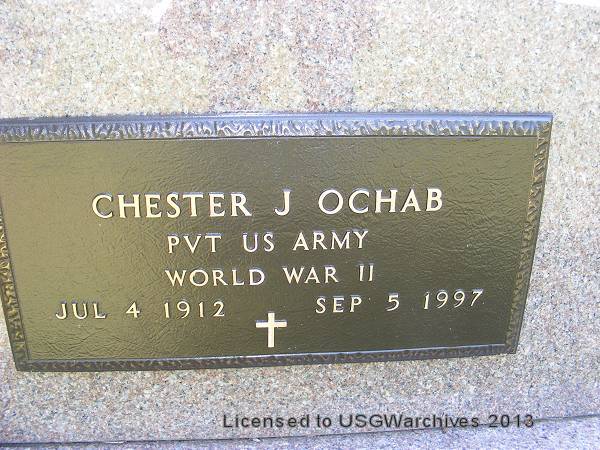 CHESTER J OCHAB
PVT US ARMY
WORLD WAR II
JUL 4 1912 SEP 5 1997
Licensed to USGWarchives 2013